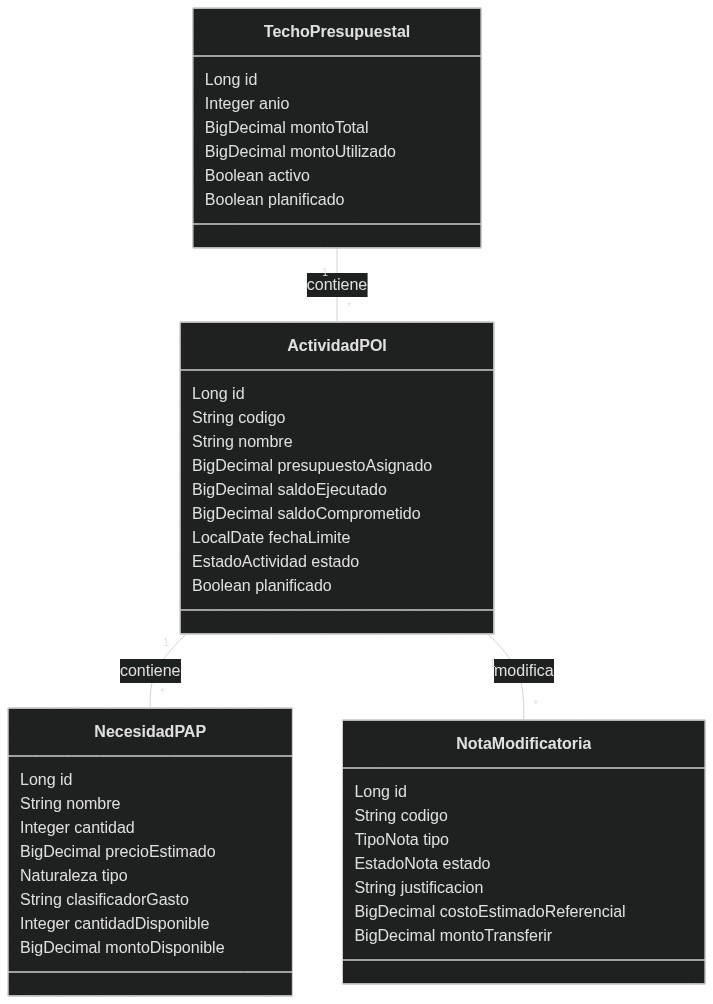 TechoPresupuestal
Long id
Integer anio
BigDecimal montoTotal
BigDecimal montoUtilizado
Boolean activo
Boolean planificado
1
contiene
*
ActividadPOI
Long id
String codigo
String nombre
BigDecimal presupuestoAsignado
BigDecimal saldoEjecutado
BigDecimal saldoComprometido
LocalDate fechaLimite
EstadoActividad estado
Boolean planificado
1
contiene
*
modifica
*
NecesidadPAP
Long id
String nombre
Integer cantidad
BigDecimal precioEstimado
Naturaleza tipo
String clasificadorGasto
Integer cantidadDisponible
BigDecimal montoDisponible
NotaModificatoria
Long id
String codigo
TipoNota tipo
EstadoNota estado
String justificacion
BigDecimal costoEstimadoReferencial
BigDecimal montoTransferir